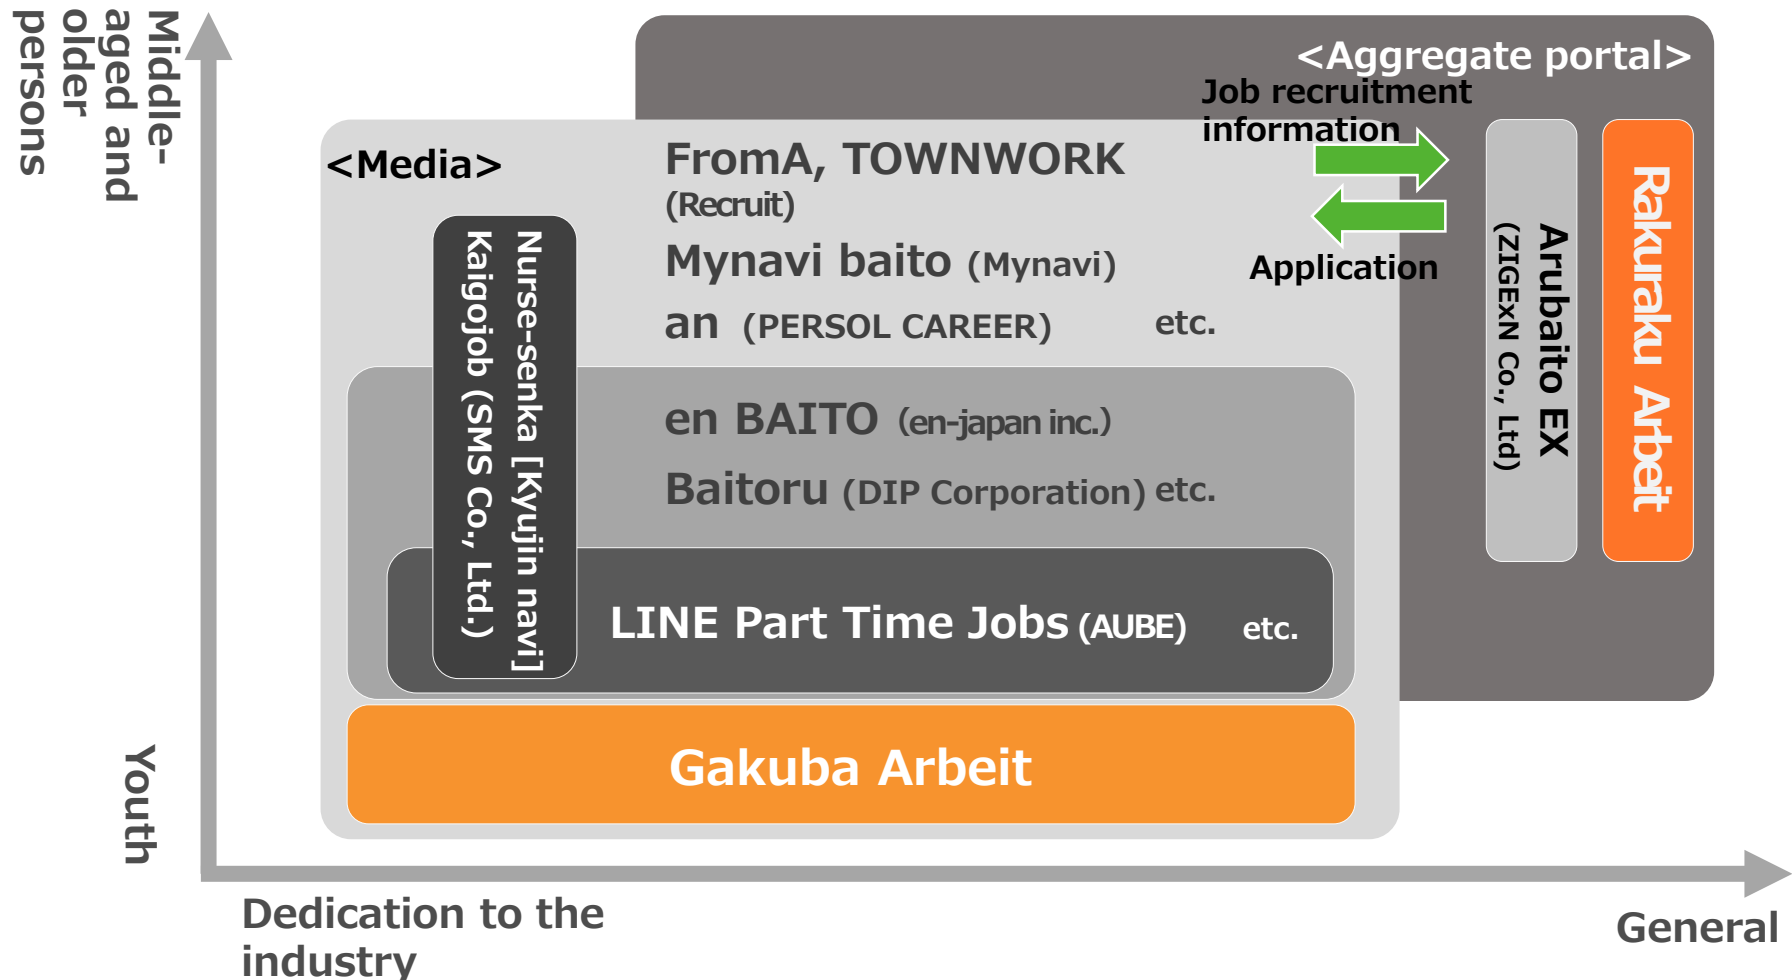 Middle-
aged and
older
persons
<Aggregate portal>
Job recruitment
information
<Media>
FromA, TOWNWORK
(Recruit)
Mynavi baito (Mynavi)
Application
an (PERSOL CAREER) etc.
Nurse-senka [Kyujin navi]
Kaigojob (SMS Co., Ltd.)
Arubaito EX
(ZIGExN Co., Ltd)
Rakuraku Arbeit
en BAITO (en-japan inc.)
Baitoru (DIP Corporation) etc.
LINE Part Time Jobs (AUBE) etc.
Gakuba Arbeit
Youth
Dedication to the
industry
General